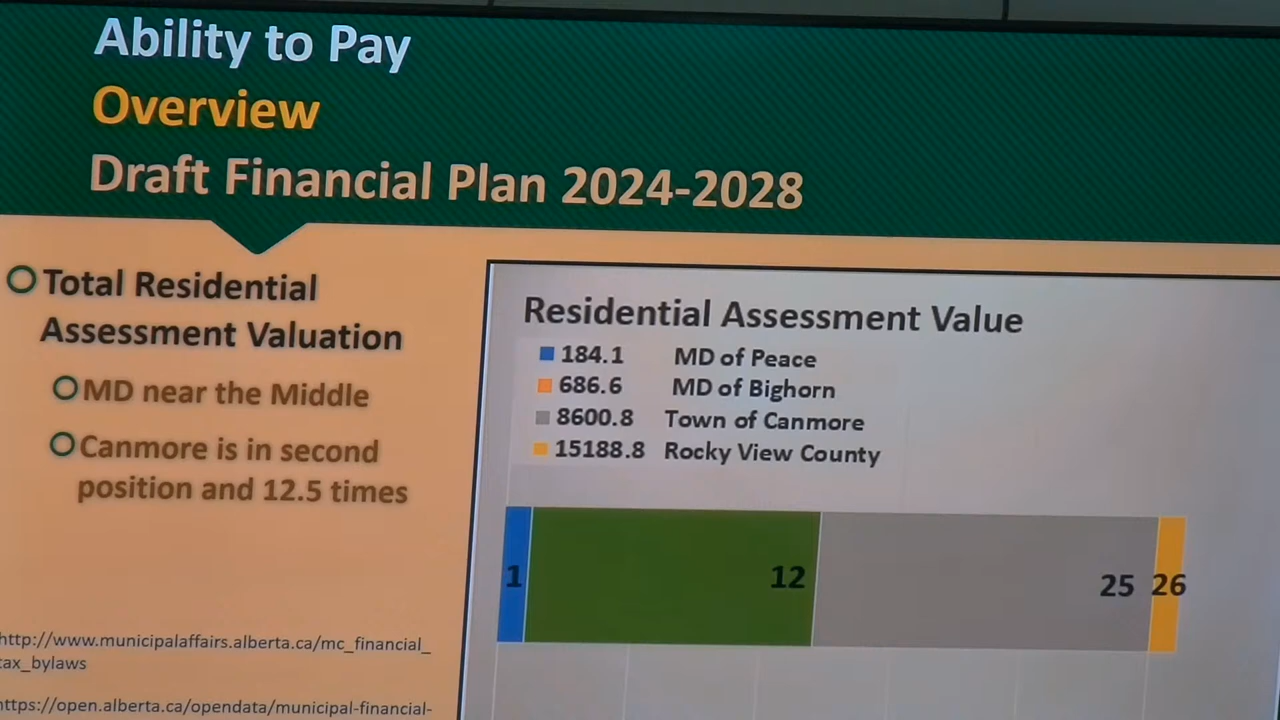 Ability to Pay
Overview
Draft Financial Plan 2024-2028
Total Residential
Assessment Valuation
MD near the Middle
Canmore is in second
position and 12.5 times
http://www.municipalaffairs.alberta.ca/mc_financial_
tax_bylaws
https://open.alberta.ca/opendata/municipal-financial-
Residential Assessment Value
184.1 MD of Peace
686.6 MD of Bighorn
8600.8 Town of Canmore
15188.8 Rocky View County
1 12 25 26